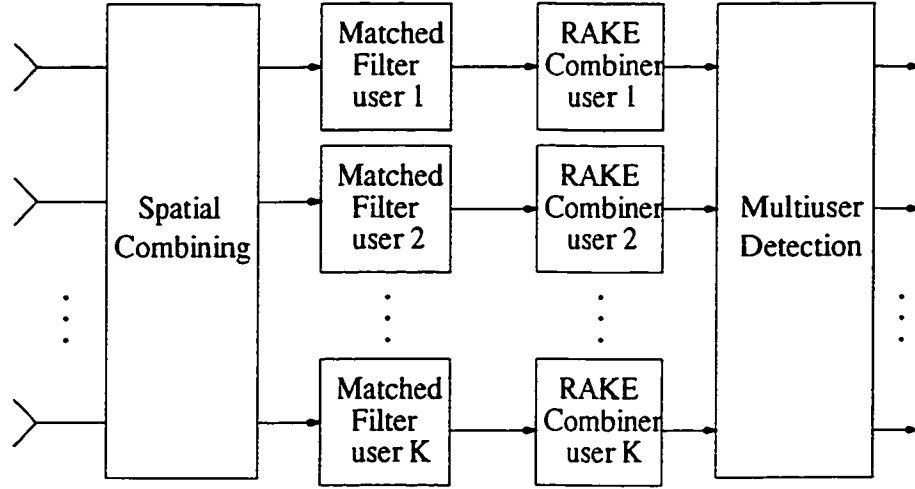 Matched
Filter
user 1
RAKE
Combiner
user 1
Spatial
Combining
Matched
Filter
user 2
RAKE
Combiner
user 2
Multiuser
Detection
Matched
Filter
user K
RAKE
Combiner
user K